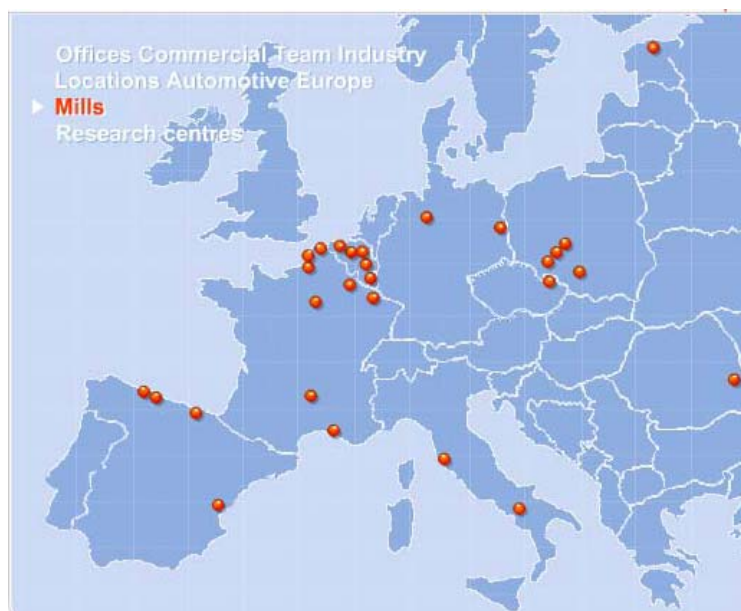 Offices Commercial Team Industry
Locations Automotive Europe
Mills
Research centres